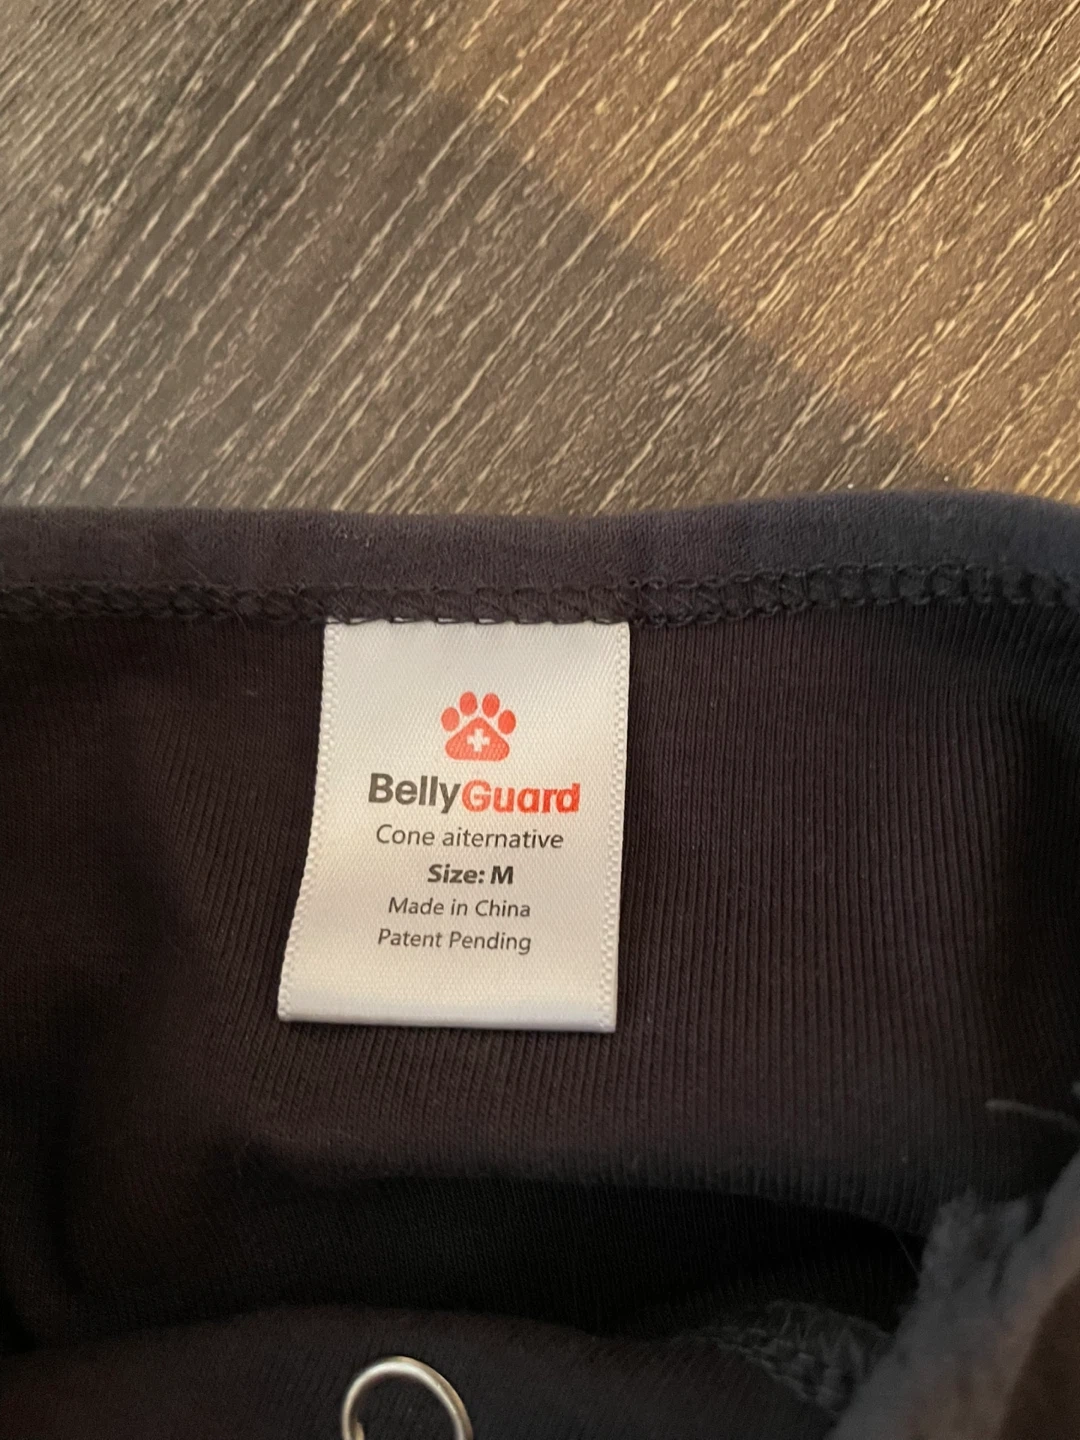 BellyGuard
Cone aiternative
Size: M
Made in China
Patent Pending